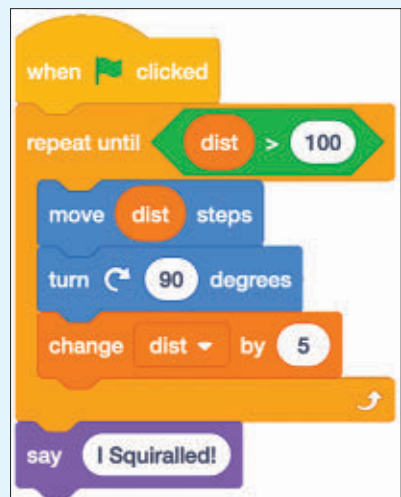 when clicked
repeat until dist > 100
move dist steps
turn 90 degrees
change dist by 5
say I Squiralled!